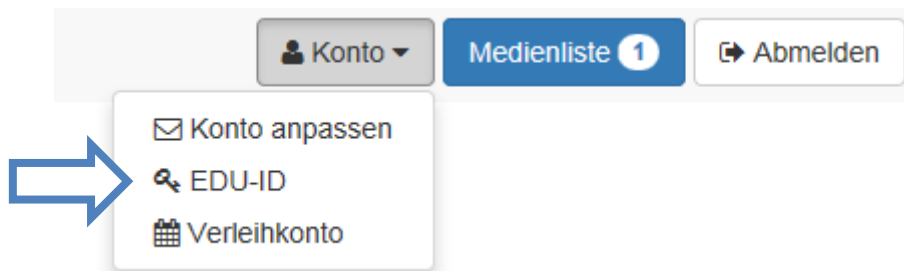 Konto Medienliste 1 Abmelden
Konto anpassen
EDU-ID
Verleihkonto